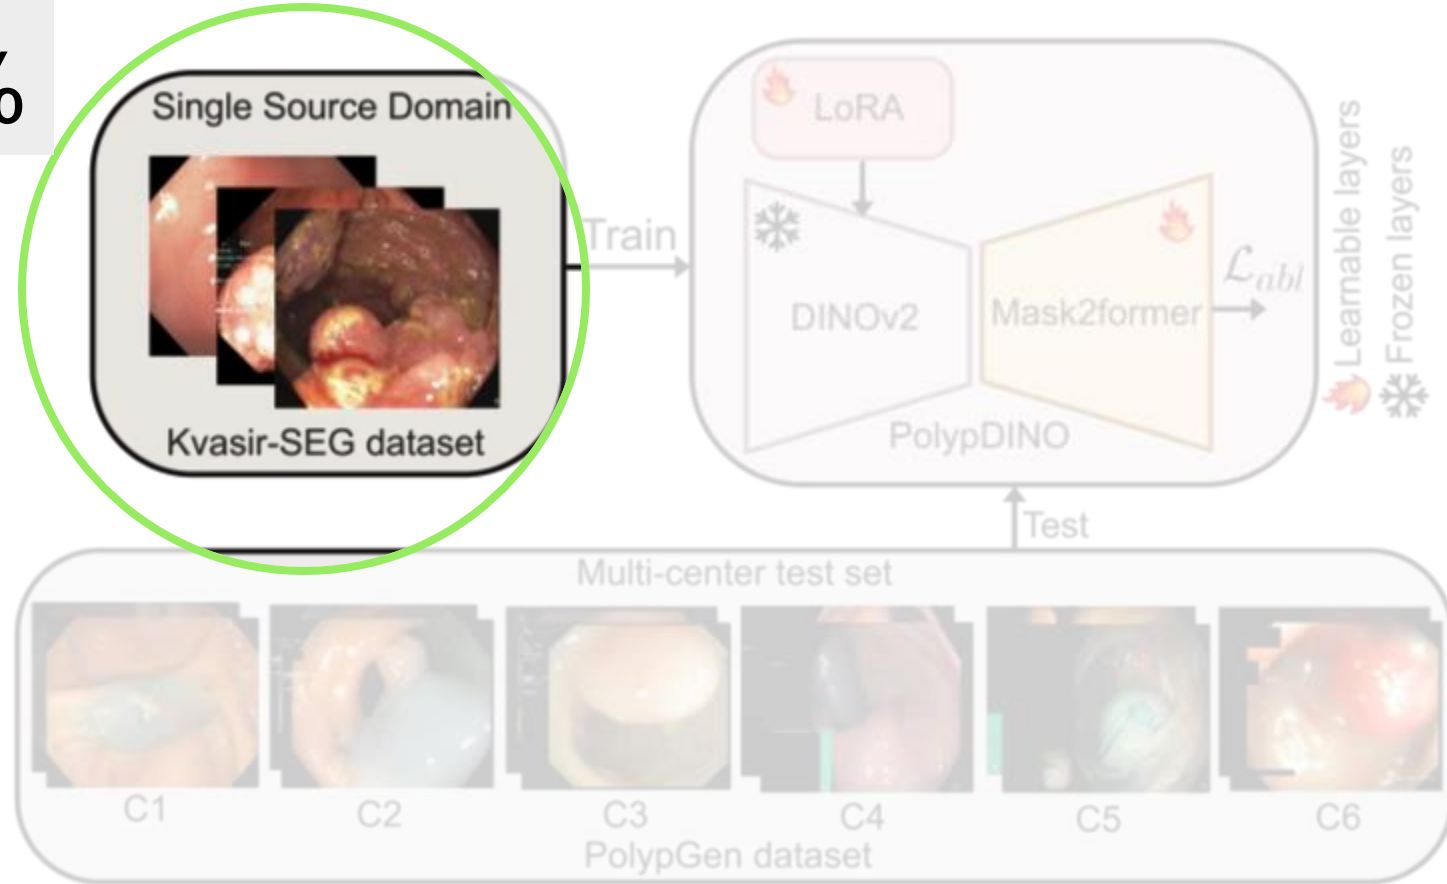 %
Single Source Domain
Kvasir-SEG dataset
Train
LoRA
DINOv2
Mask2former
PolypDINO
ℒabl
Learnable layers
Frozen layers
Test
Multi-center test set
C1
C2
C3
C4
C5
C6
PolypGen dataset